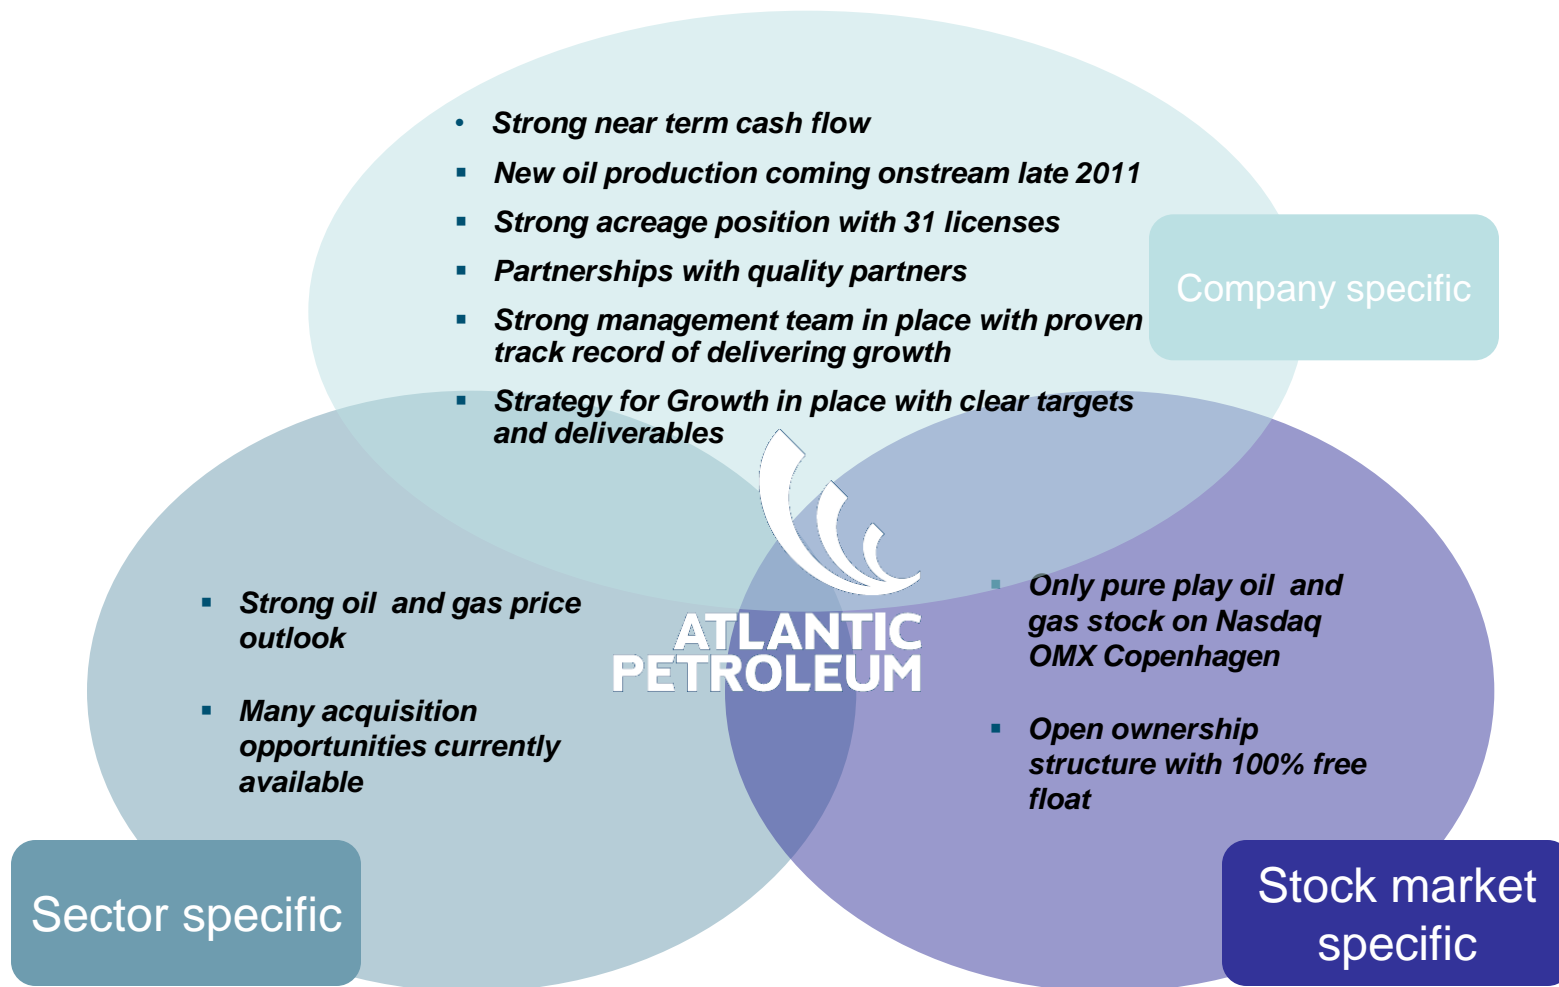 • Strong near term cash flow
▪ New oil production coming onstream late 2011
▪ Strong acreage position with 31 licenses
▪ Partnerships with quality partners
▪ Strong management team in place with proven
track record of delivering growth
▪ Strategy for Growth in place with clear targets
and deliverables
Company specific
▪ Strong oil  and gas price
outlook
▪ Many acquisition
opportunities currently
available
ATLANTIC
PETROLEUM
▪ Only pure play oil  and
gas stock on Nasdaq
OMX Copenhagen
▪ Open ownership
structure with 100% free
float
Sector specific
Stock market
specific